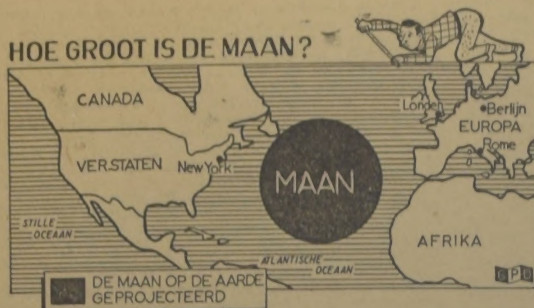 HOE GROOT IS DE MAAN?
CANADA
Londen
Berlijn
EUROPA
Rome
VER. STATEN
New York
MAAN
STILLE
OCEAAN
AFRIKA
ATLANTISCHE
OCEAAN
DE MAAN OP DE AARDE
GEPROJECTEERD